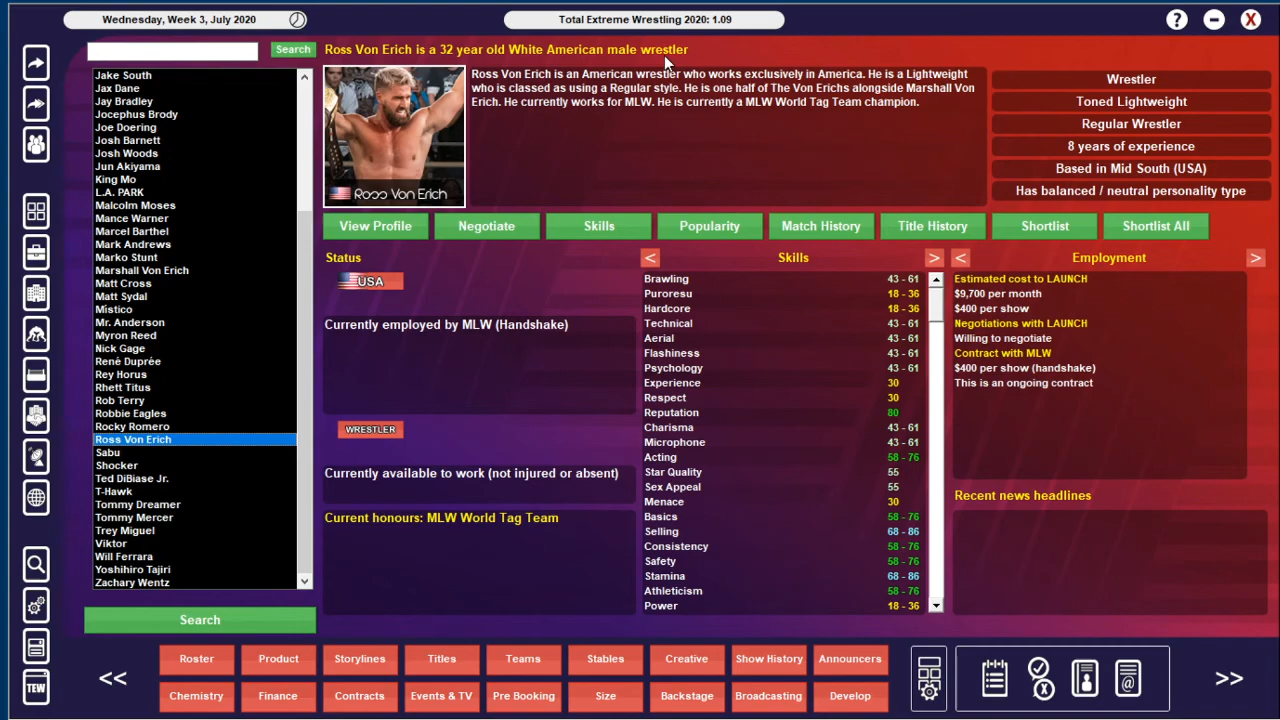 Wednesday, Week 3, July 2020
Total Extreme Wrestling 2020: 1.09
?
X
Search
Ross Von Erich is a 32 year old White American male wrestler
Jake South
Jax Dane
Jay Bradley
Jocephus Brody
Joe Doering
Josh Barnett
Josh Woods
Jun Akiyama
King Mo
L.A. PARK
Malcolm Moses
Mance Warner
Marcel Barthel
Mark Andrews
Marko Stunt
Marshall Von Erich
Matt Cross
Matt Sydal
Mistico
Mr. Anderson
Myron Reed
Nick Gage
René Duprée
Rey Horus
Rhett Titus
Rob Terry
Robbie Eagles
Rocky Romero
Ross Von Erich
Sabu
Shocker
Ted DiBiase Jr.
T-Hawk
Tommy Dreamer
Tommy Mercer
Trey Miguel
Viktor
Will Ferrara
Yoshihiro Tajiri
Zachary Wentz
Search
Ross Von Erich
Ross Von Erich is an American wrestler who works exclusively in America. He is a Lightweight
who is classed as using a Regular style. He is one half of The Von Erichs alongside Marshall Von
Erich. He currently works for MLW. He is currently a MLW World Tag Team champion.
Wrestler
Toned Lightweight
Regular Wrestler
8 years of experience
Based in Mid South (USA)
Has balanced / neutral personality type
View Profile
Negotiate
Skills
Popularity
Match History
Title History
Shortlist
Shortlist All
Status
USA
Currently employed by MLW (Handshake)
WRESTLER
Currently available to work (not injured or absent)
Current honours: MLW World Tag Team
< Skills >
Brawling 43 - 61
Puroresu 18 - 36
Hardcore 18 - 36
Technical 43 - 61
Aerial 43 - 61
Flashiness 43 - 61
Psychology 43 - 61
Experience 30
Respect 30
Reputation 80
Charisma 43 - 61
Microphone 43 - 61
Acting 58 - 76
Star Quality 55
Sex Appeal 55
Menace 30
Basics 58 - 76
Selling 68 - 86
Consistency 58 - 76
Safety 58 - 76
Stamina 68 - 86
Athleticism 58 - 76
Power 18 - 36
< Employment >
Estimated cost to LAUNCH
$9,700 per month
$400 per show
Negotiations with LAUNCH
Willing to negotiate
Contract with MLW
$400 per show (handshake)
This is an ongoing contract
Recent news headlines
TEW
<<
Roster
Product
Storylines
Titles
Teams
Stables
Creative
Show History
Announcers
Chemistry
Finance
Contracts
Events & TV
Pre Booking
Size
Backstage
Broadcasting
Develop
@
>>